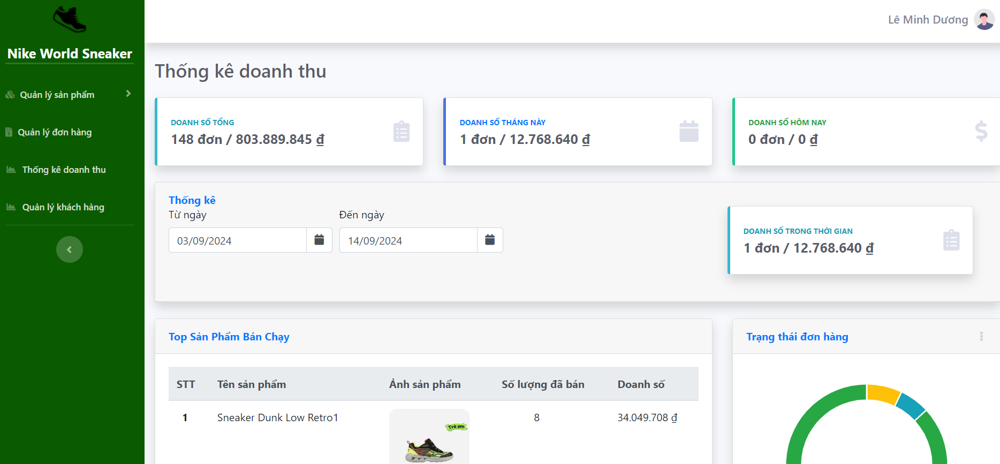 Lê Minh Dương
Nike World Sneaker
Quản lý sản phẩm
Quản lý đơn hàng
Thống kê doanh thu
Quản lý khách hàng
Thống kê doanh thu
DOANH SỐ TỔNG
148 đơn / 803.889.845 ₫
DOANH SỐ THÁNG NÀY
1 đơn / 12.768.640 ₫
DOANH SỐ HÔM NAY
0 đơn / 0 ₫
Thống kê
Từ ngày
Đến ngày
03/09/2024
14/09/2024
DOANH SỐ TRONG THỜI GIAN
1 đơn / 12.768.640 ₫
Top Sản Phẩm Bán Chạy
STT Tên sản phẩm Ảnh sản phẩm Số lượng đã bán Doanh số
1 Sneaker Dunk Low Retro1 8 34.049.708 ₫
Trẻ em
Trạng thái đơn hàng